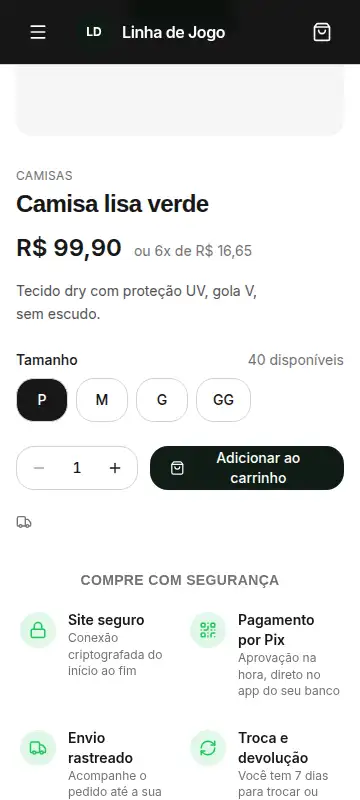 LD
Linha de Jogo
CAMISAS
Camisa lisa verde
R$ 99,90 ou 6x de R$ 16,65
Tecido dry com proteção UV, gola V,
sem escudo.
Tamanho
40 disponíveis
P
M
G
GG
1
Adicionar ao
carrinho
COMPRE COM SEGURANÇA
Site seguro
Conexão
criptografada do
início ao fim
Pagamento
por Pix
Aprovação na
hora, direto no
app do seu banco
Envio
rastreado
Acompanhe o
pedido até a sua
Troca e
devolução
Você tem 7 dias
para trocar ou